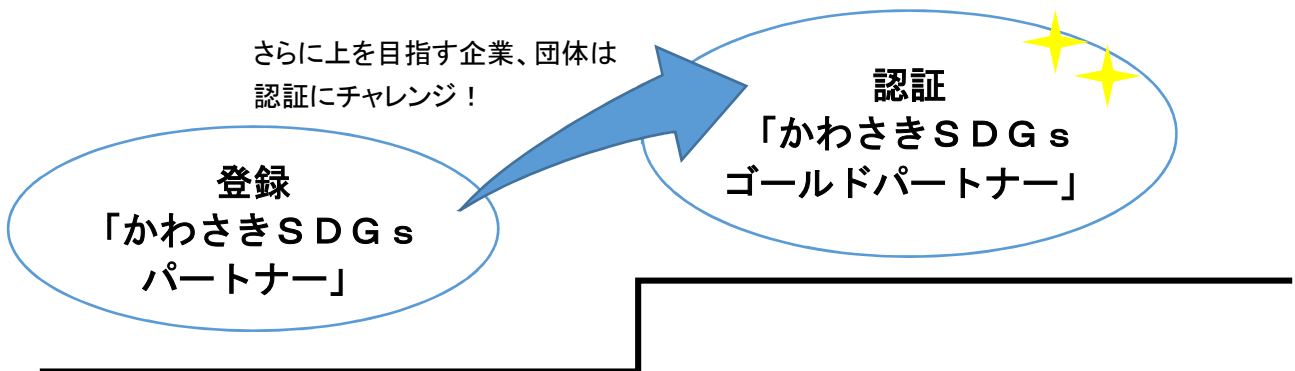 さらに上を目指す企業、団体は
認証にチャレンジ！
認証
「かわさきＳＤＧｓ
ゴールドパートナー」
登録
「かわさきＳＤＧｓ
パートナー」